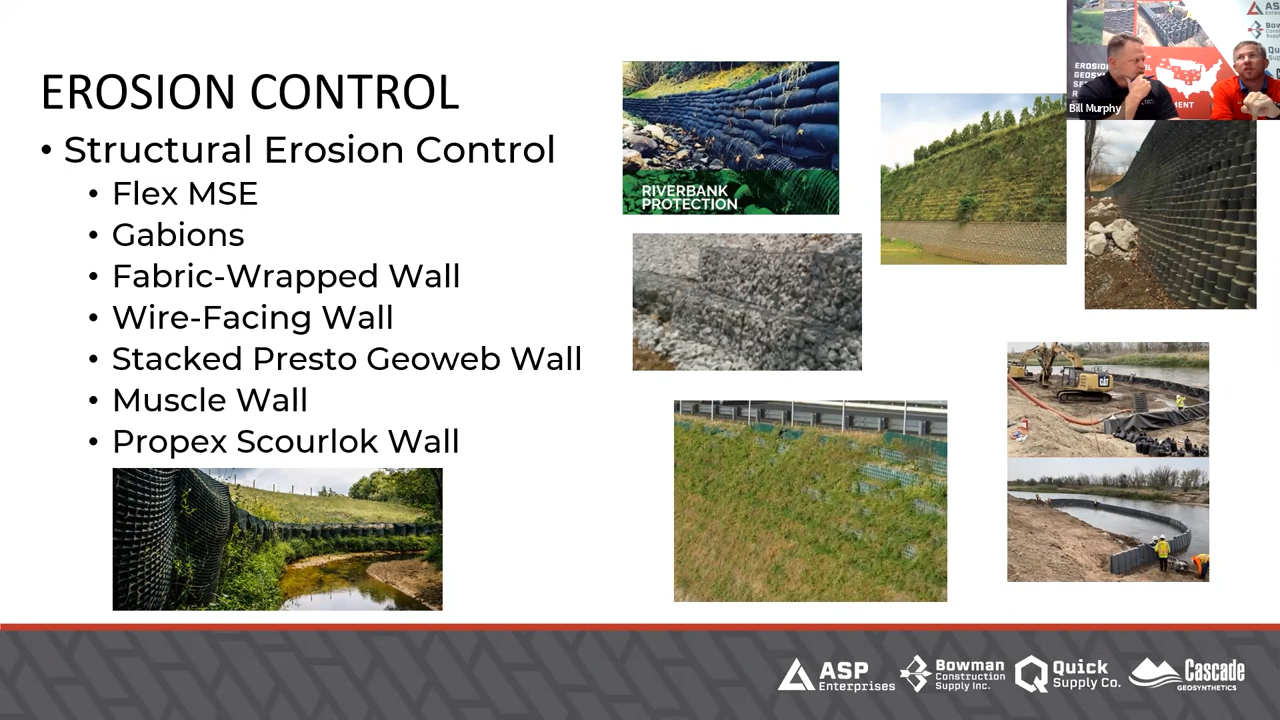 EROSION CONTROL
• Structural Erosion Control
• Flex MSE
• Gabions
• Fabric-Wrapped Wall
• Wire-Facing Wall
• Stacked Presto Geoweb Wall
• Muscle Wall
• Propex Scourlok Wall
RIVERBANK
PROTECTION
CAT
Bill Murphy
ASP
Enterprises
Bowman
Construction
Supply Inc.
Quick
Supply Co.
Cascade
GEOSYNTHETICS